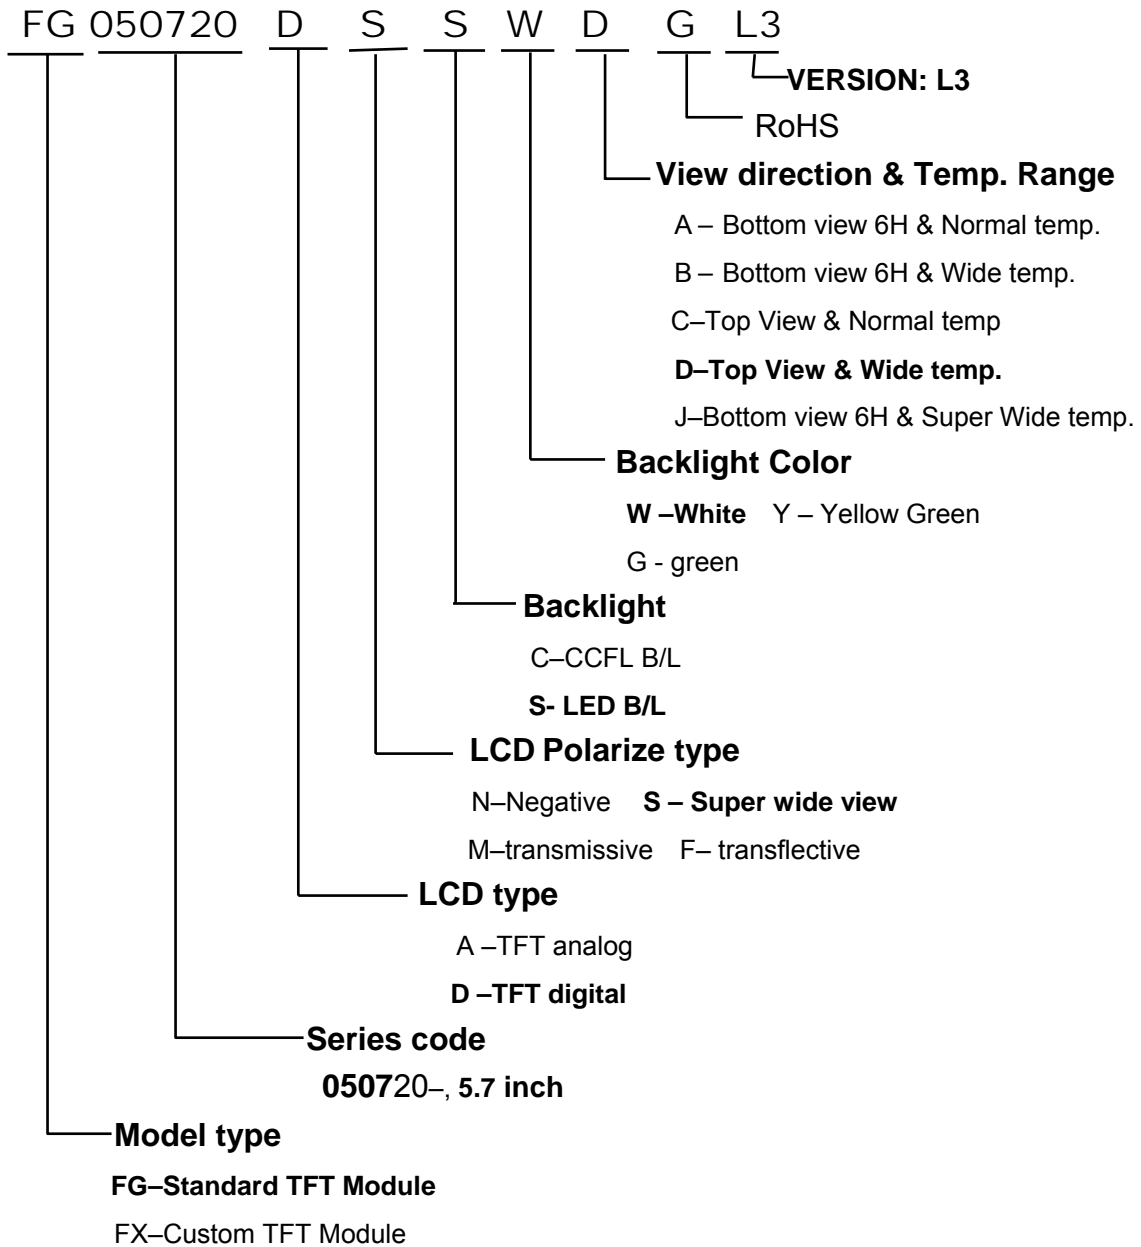 FG 050720 D S S W D G L3
VERSION: L3
RoHS
View direction & Temp. Range
A – Bottom view 6H & Normal temp.
B – Bottom view 6H & Wide temp.
C–Top View & Normal temp
D–Top View & Wide temp.
J–Bottom view 6H & Super Wide temp.
Backlight Color
W –White Y – Yellow Green
G - green
Backlight
C–CCFL B/L
S- LED B/L
LCD Polarize type
N–Negative S – Super wide view
M–transmissive F– transflective
LCD type
A –TFT analog
D –TFT digital
Series code
050720–, 5.7 inch
Model type
FG–Standard TFT Module
FX–Custom TFT Module